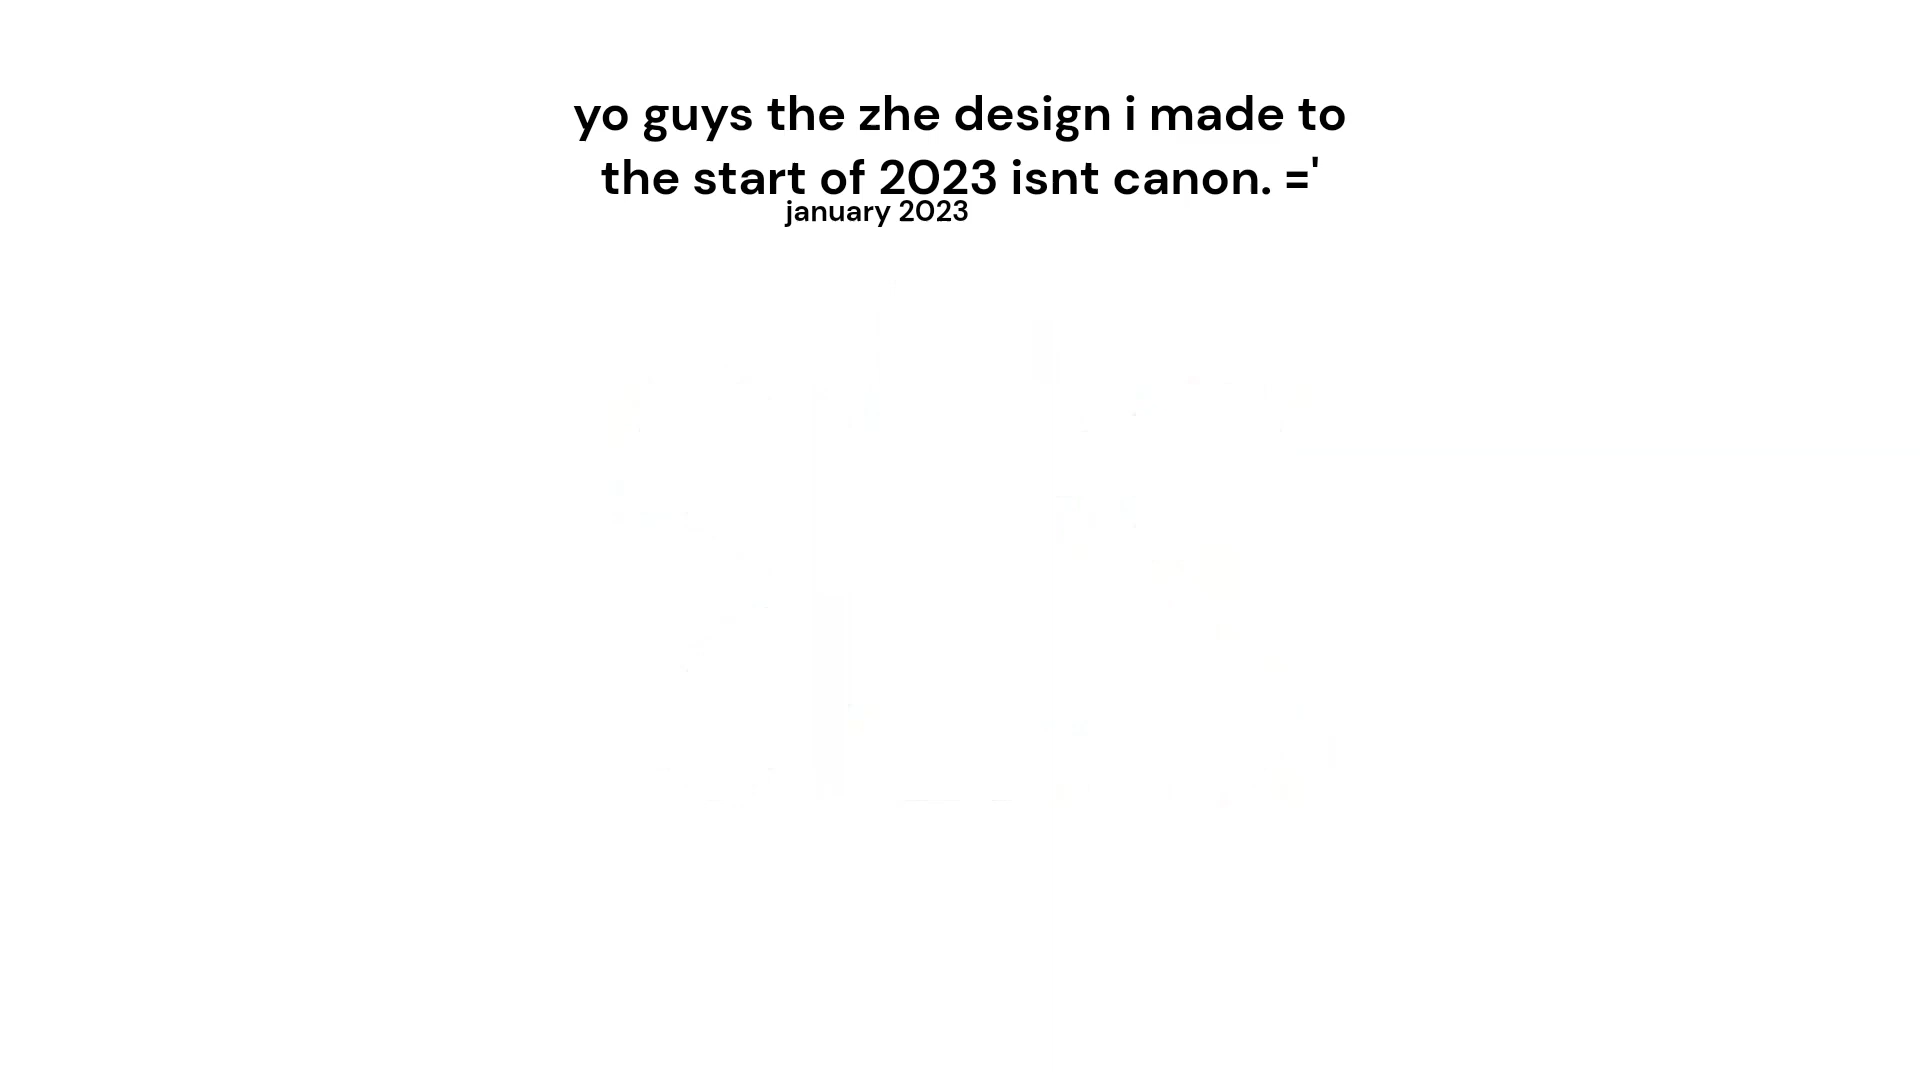 yo guys the zhe design i made to
the start of 2023 isnt canon. ='
january 2023